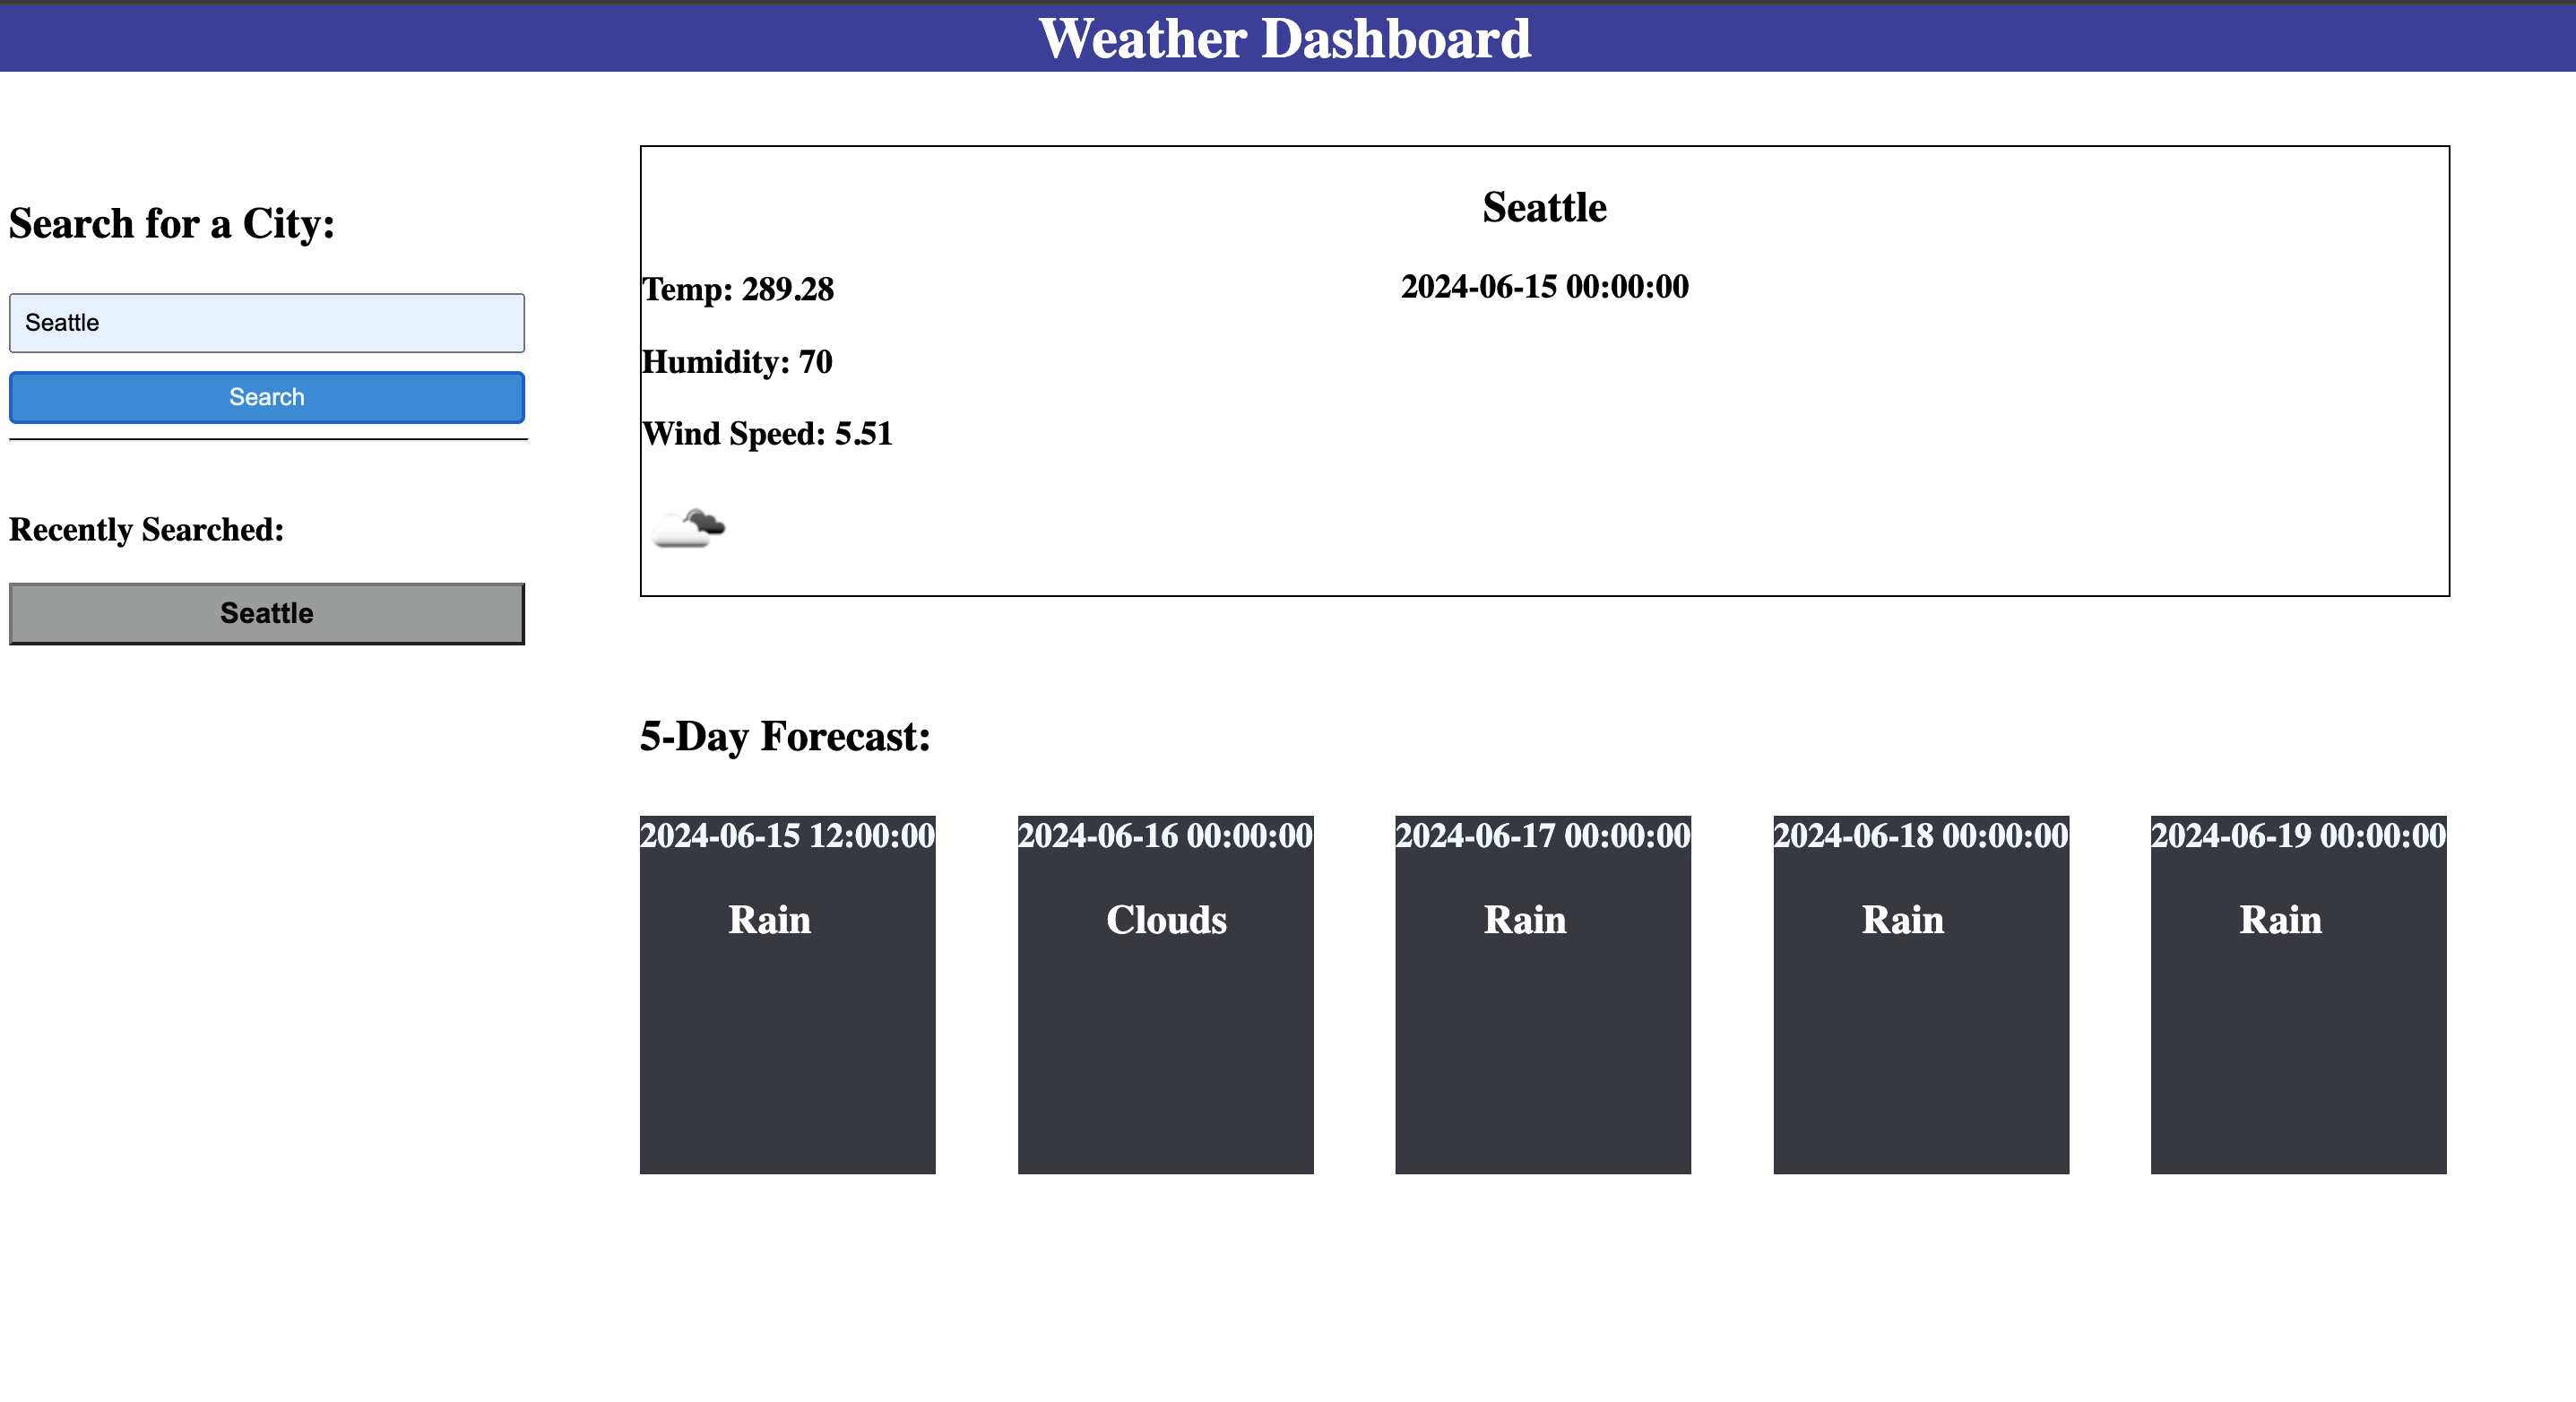 Weather Dashboard
Search for a City:
Seattle
Search
Recently Searched:
Seattle
Seattle
2024-06-15 00:00:00
Temp: 289.28
Humidity: 70
Wind Speed: 5.51
5-Day Forecast:
2024-06-15 12:00:00
Rain
2024-06-16 00:00:00
Clouds
2024-06-17 00:00:00
Rain
2024-06-18 00:00:00
Rain
2024-06-19 00:00:00
Rain